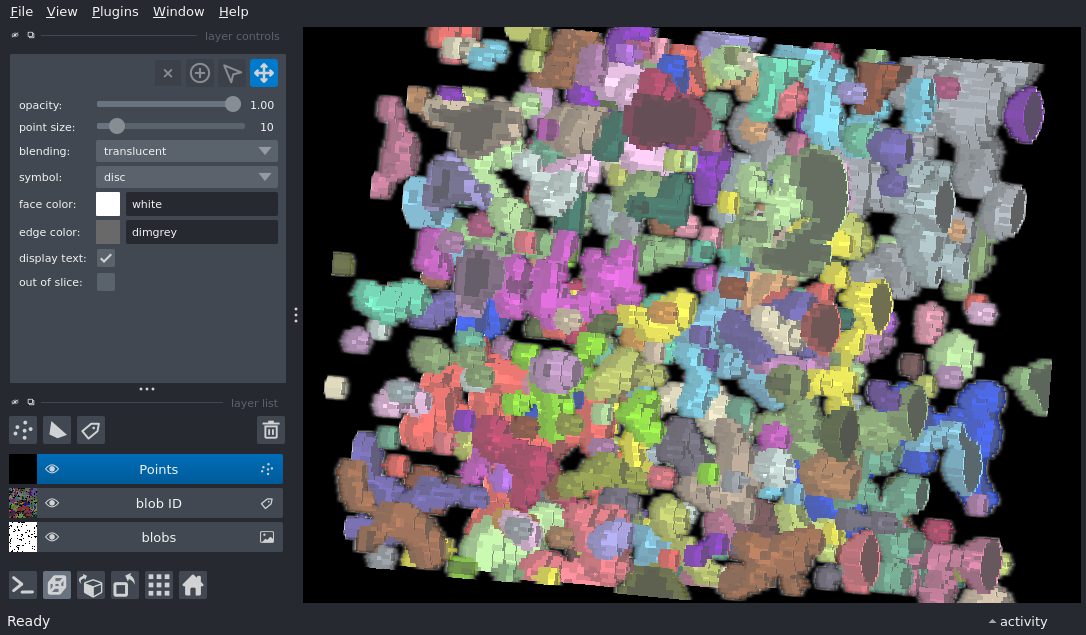 File View Plugins Window Help
layer controls
opacity: 1.00
point size: 10
blending: translucent
symbol: disc
face color: white
edge color: dimgrey
display text:
out of slice:
layer list
Points
blob ID
blobs
Ready activity